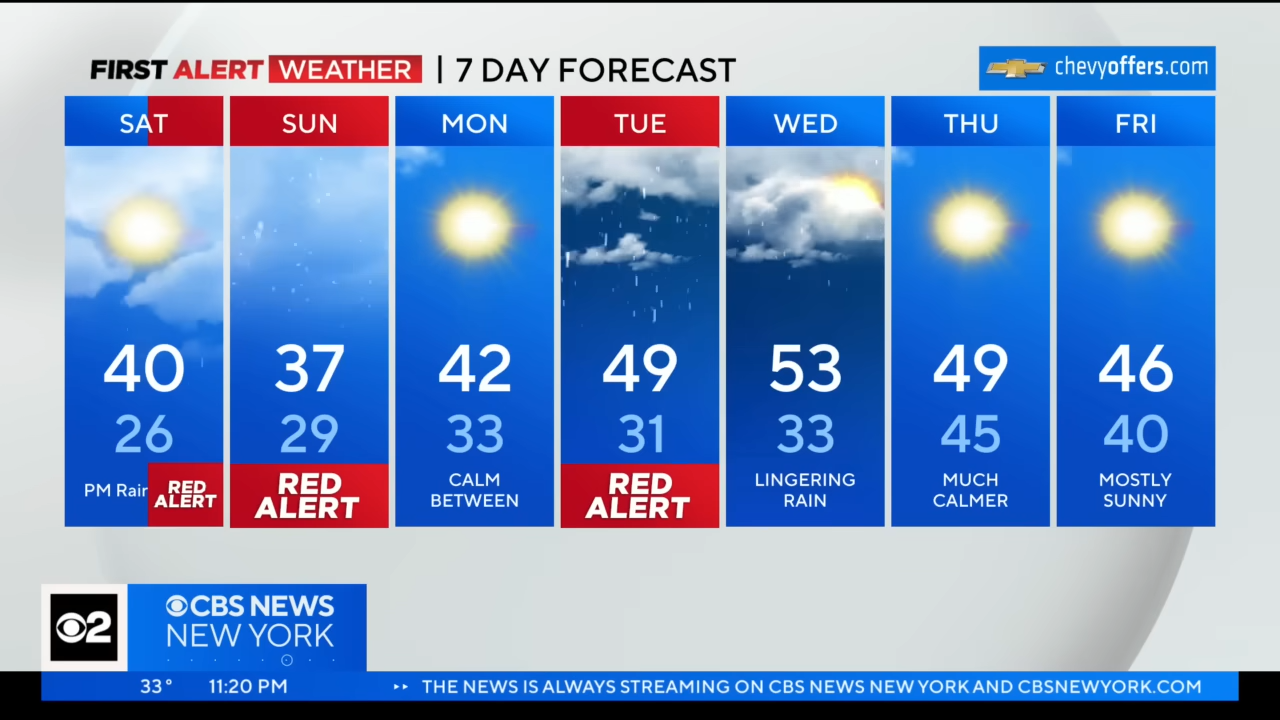 FIRST ALERT WEATHER | 7 DAY FORECAST
chevyoffers.com
SAT
40
26
PM Rain
RED
ALERT
SUN
37
29
RED
ALERT
MON
42
33
CALM
BETWEEN
TUE
49
31
RED
ALERT
WED
53
33
LINGERING
RAIN
THU
49
45
MUCH
CALMER
FRI
46
40
MOSTLY
SUNNY
2
CBS NEWS
NEW YORK
33° 11:20 PM THE NEWS IS ALWAYS STREAMING ON CBS NEWS NEW YORK AND CBSNEWYORK.COM